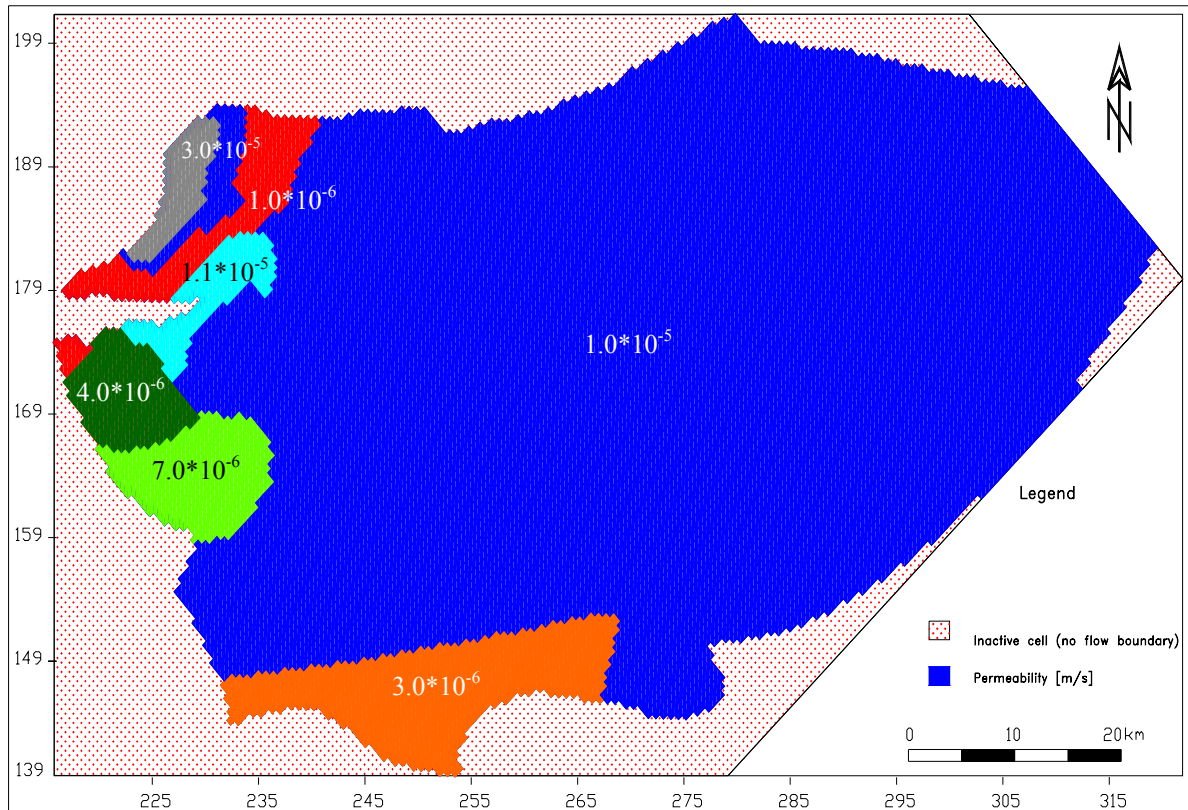 199
189
179
169
159
149
139
3.0*10⁻⁵
1.0*10⁻⁶
1.1*10⁻⁵
1.0*10⁻⁵
4.0*10⁻⁶
7.0*10⁻⁶
3.0*10⁻⁶
N
Legend
Inactive cell (no flow boundary)
Permeability [m/s]
0 10 20km
225 235 245 255 265 275 285 295 305 315